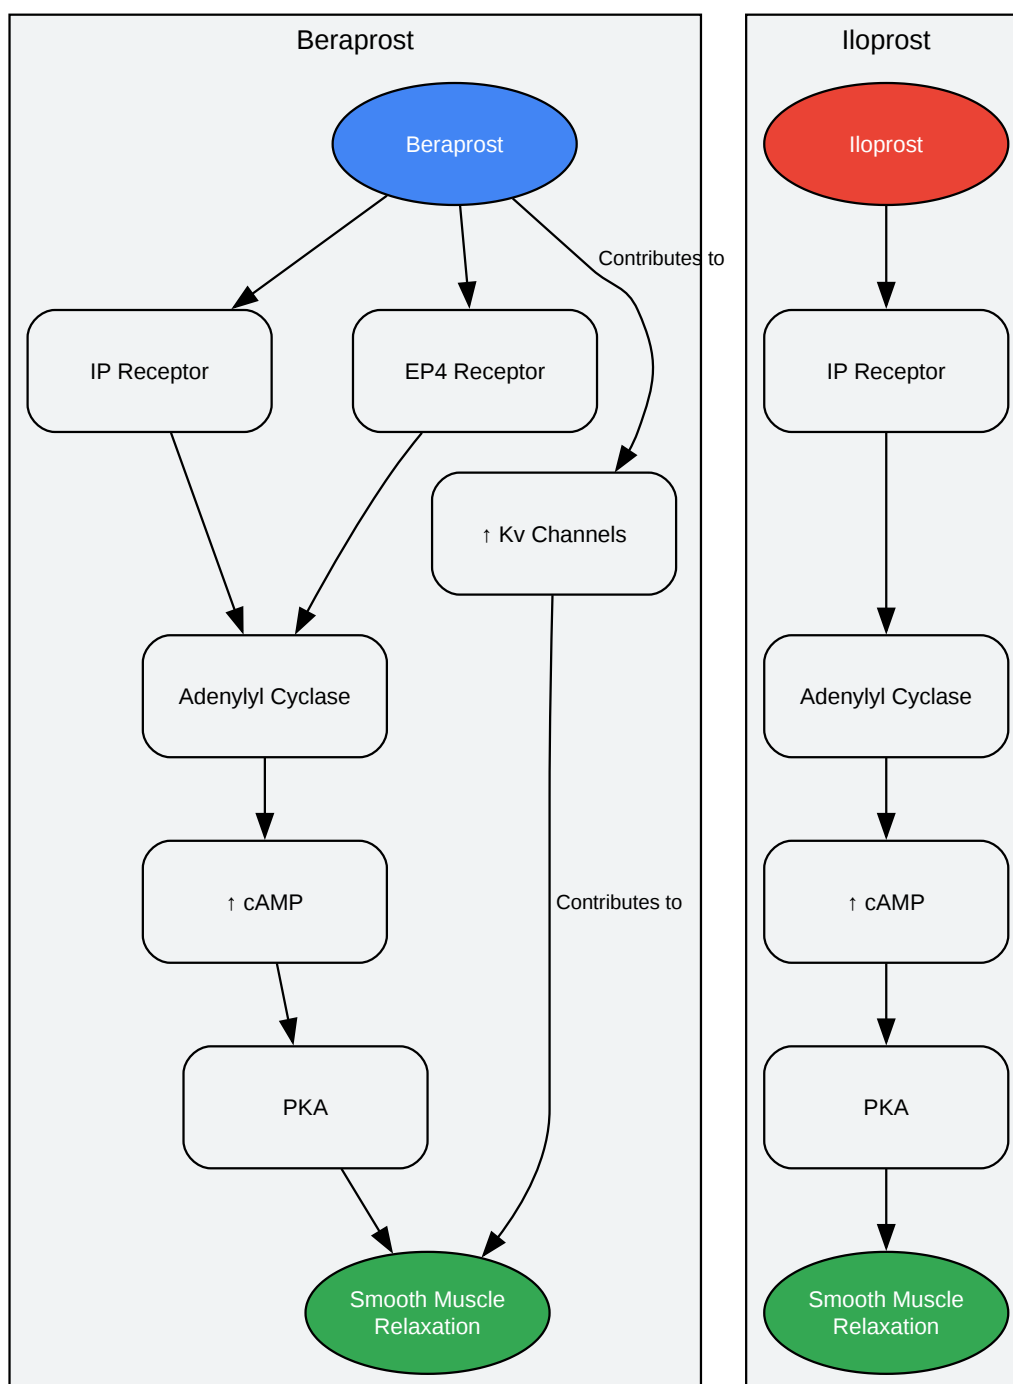 Beraprost
Beraprost
Contributes to
IP Receptor
EP4 Receptor
↑ Kv Channels
Adenylyl Cyclase
↑ cAMP
Contributes to
PKA
Smooth Muscle
Relaxation
Iloprost
Iloprost
IP Receptor
Adenylyl Cyclase
↑ cAMP
PKA
Smooth Muscle
Relaxation